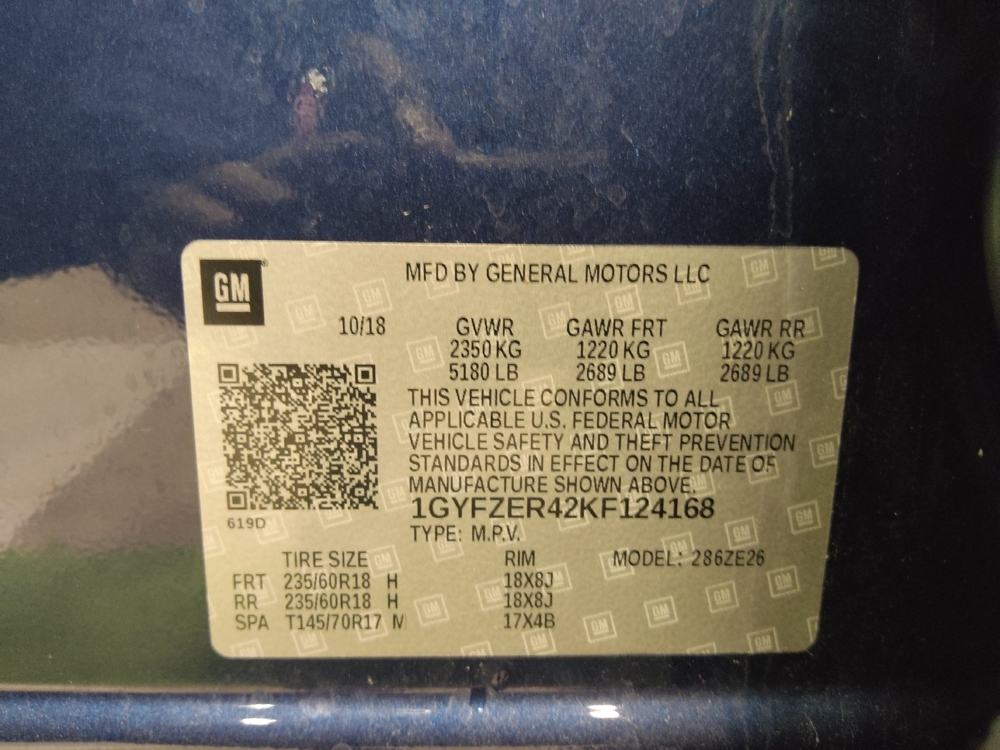 GM
MFD BY GENERAL MOTORS LLC
10/18 GVWR GAWR FRT GAWR RR
2350 KG 1220 KG 1220 KG
5180 LB 2689 LB 2689 LB
THIS VEHICLE CONFORMS TO ALL
APPLICABLE U.S. FEDERAL MOTOR
VEHICLE SAFETY AND THEFT PREVENTION
STANDARDS IN EFFECT ON THE DATE OF
MANUFACTURE SHOWN ABOVE.
1GYFZER42KF124168
619D
TYPE: M.P.V.
TIRE SIZE RIM MODEL: 286ZE26
FRT 235/60R18 H 18X8J
RR 235/60R18 H 18X8J
SPA T145/70R17 M 17X4B